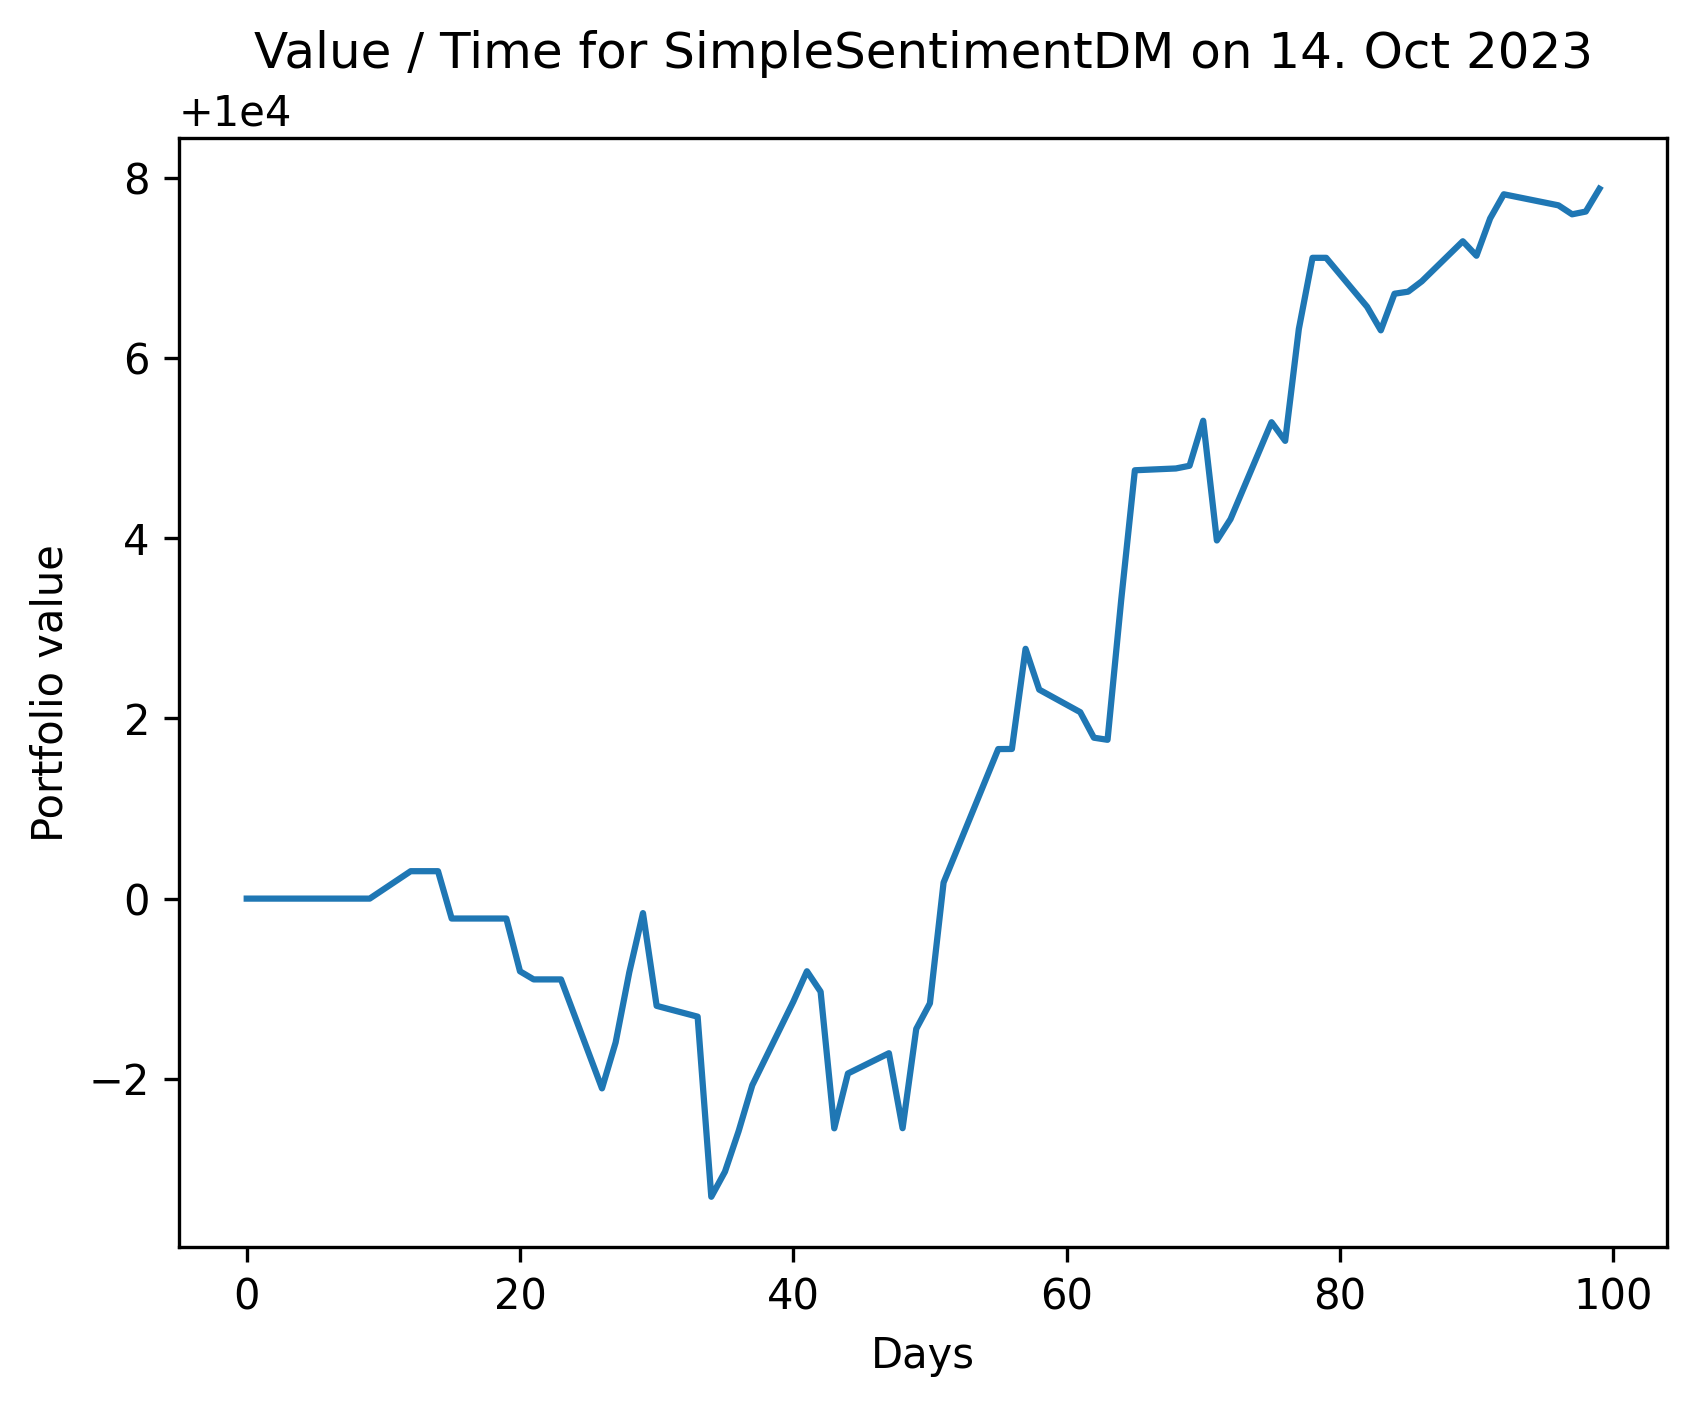 Value / Time for SimpleSentimentDM on 14. Oct 2023
+1e4
8
6
4
2
0
−2
Portfolio value
0 20 40 60 80 100
Days